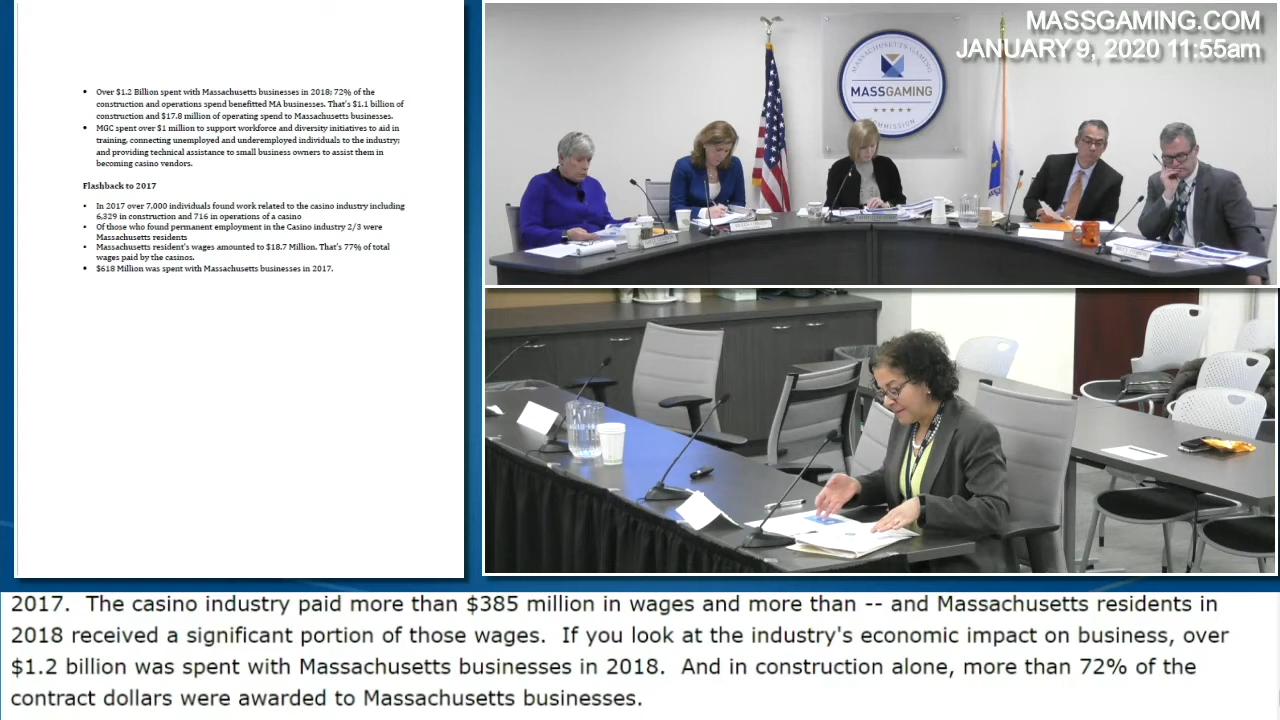 • Over $1.2 Billion spent with Massachusetts businesses in 2018; 72% of the
construction and operations spend benefitted MA businesses. That's $1.1 billion of
construction and $17.8 million of operating spend to Massachusetts businesses.
• MGC spent over $1 million to support workforce and diversity initiatives to aid in
training, connecting unemployed and underemployed individuals to the industry;
and providing technical assistance to small business owners to assist them in
becoming casino vendors.
Flashback to 2017
• In 2017 over 7,000 individuals found work related to the casino industry including
6,329 in construction and 716 in operations of a casino
• Of those who found permanent employment in the Casino industry 2/3 were
Massachusetts residents
• Massachusetts resident's wages amounted to $18.7 Million. That's 77% of total
wages paid by the casinos.
• $618 Million was spent with Massachusetts businesses in 2017.
MASSGAMING.COM
JANUARY 9, 2020 11:55am
MASSACHUSETTS GAMING
MASSGAMING
COMMISSION
2017. The casino industry paid more than $385 million in wages and more than -- and Massachusetts residents in
2018 received a significant portion of those wages. If you look at the industry's economic impact on business, over
$1.2 billion was spent with Massachusetts businesses in 2018. And in construction alone, more than 72% of the
contract dollars were awarded to Massachusetts businesses.